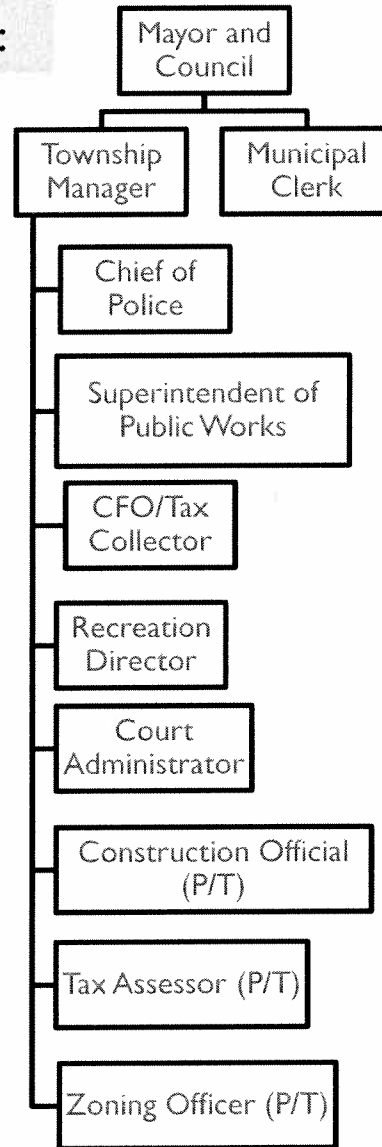 :
Mayor and
Council
Township
Manager
Municipal
Clerk
Chief of
Police
Superintendent of
Public Works
CFO/Tax
Collector
Recreation
Director
Court
Administrator
Construction Official
(P/T)
Tax Assessor (P/T)
Zoning Officer (P/T)